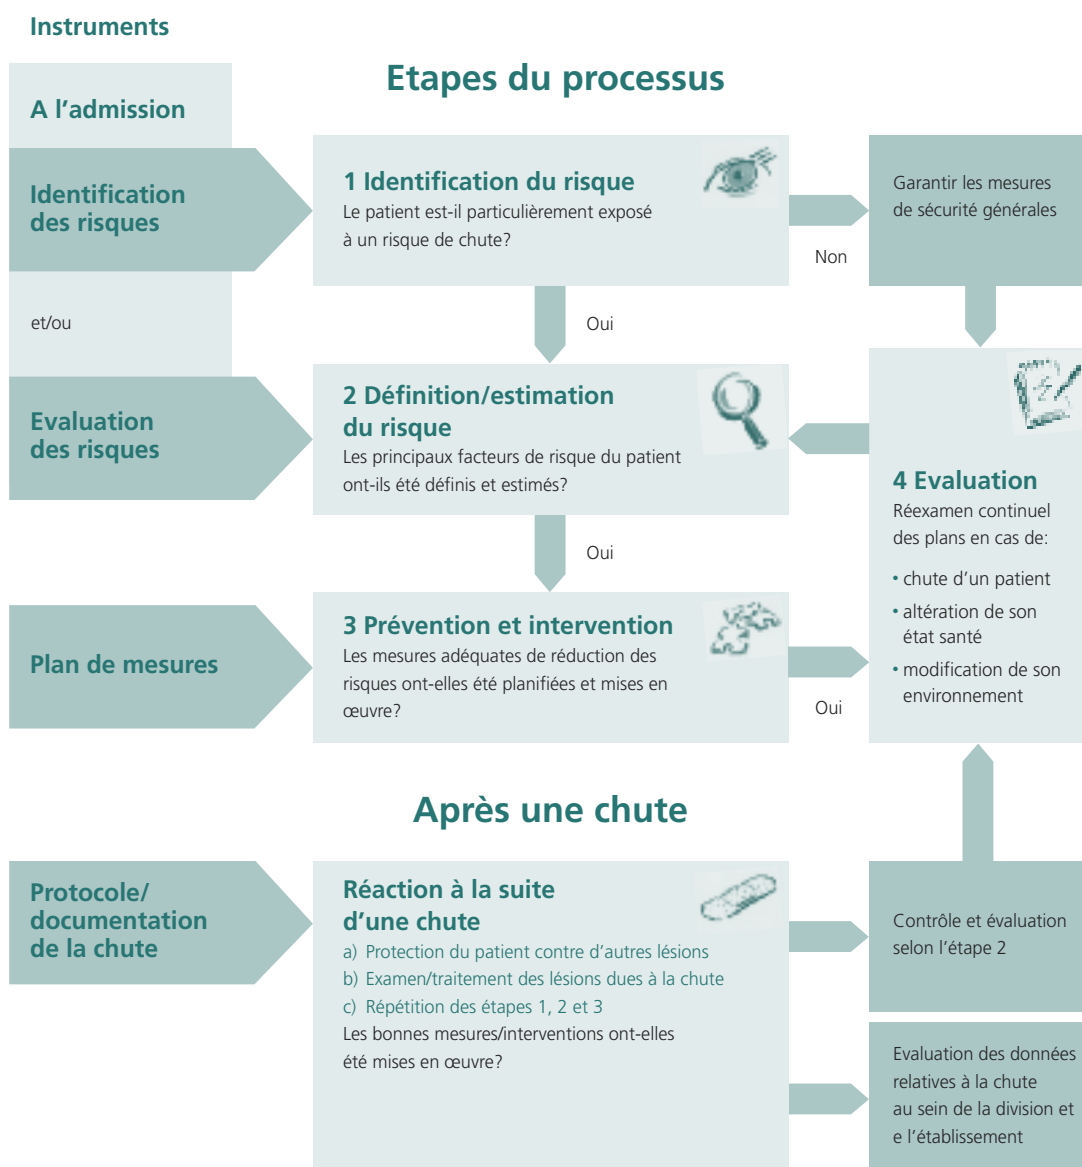 Instruments
Etapes du processus
A l'admission
Identification
des risques
1 Identification du risque
Le patient est-il particulièrement exposé
à un risque de chute?
Non
Garantir les mesures
de sécurité générales
et/ou
Oui
Evaluation
des risques
2 Définition/estimation
du risque
Les principaux facteurs de risque du patient
ont-ils été définis et estimés?
Oui
4 Evaluation
Réexamen continuel
des plans en cas de:
• chute d'un patient
• altération de son
état santé
• modification de son
environnement
Plan de mesures
3 Prévention et intervention
Les mesures adéquates de réduction des
risques ont-elles été planifiées et mises en
œuvre?
Oui
Après une chute
Protocole/
documentation
de la chute
Réaction à la suite
d'une chute
a) Protection du patient contre d'autres lésions
b) Examen/traitement des lésions dues à la chute
c) Répétition des étapes 1, 2 et 3
Les bonnes mesures/interventions ont-elles
été mises en œuvre?
Contrôle et évaluation
selon l'étape 2
Evaluation des données
relatives à la chute
au sein de la division et
e l'établissement